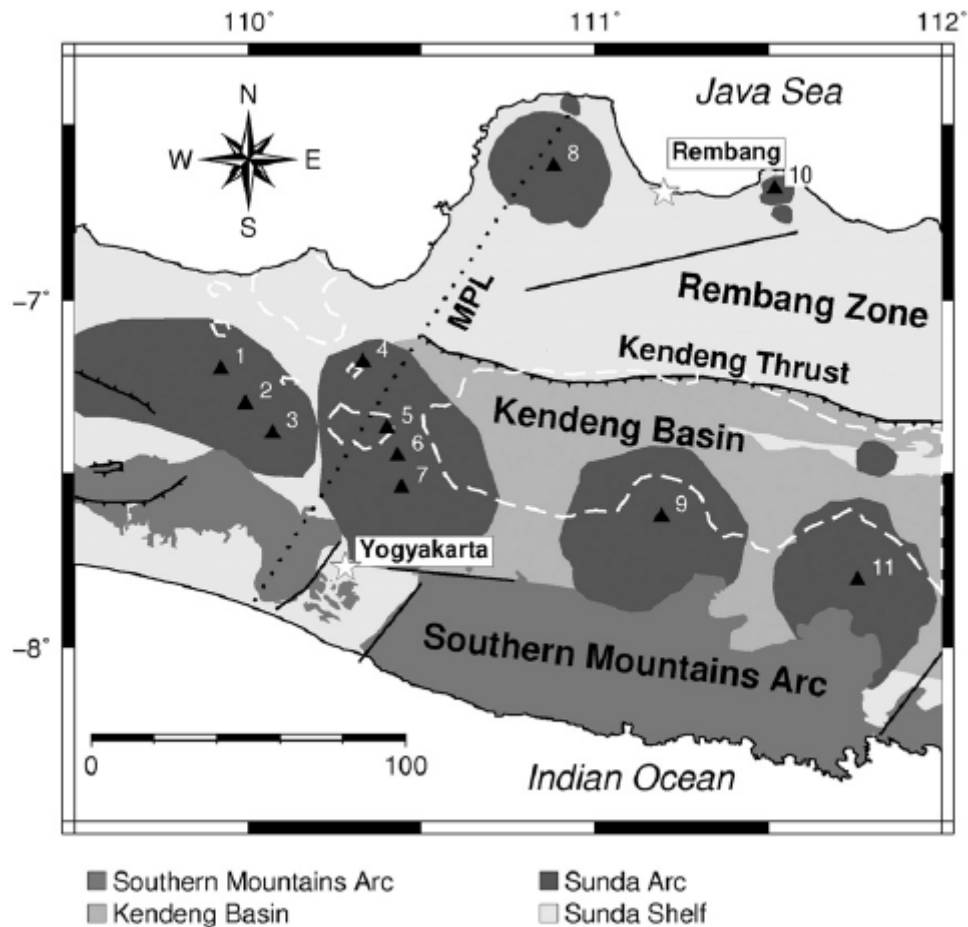 110° 111° 112°
Java Sea
N
W E
S
8
Rembang
10
-7°
MPL
Rembang Zone
Kendeng Thrust
4
1
2
3
5
6
7
Kendeng Basin
9
Yogyakarta
11
-8°
Southern Mountains Arc
0 100
Indian Ocean
Southern Mountains Arc Sunda Arc
Kendeng Basin Sunda Shelf